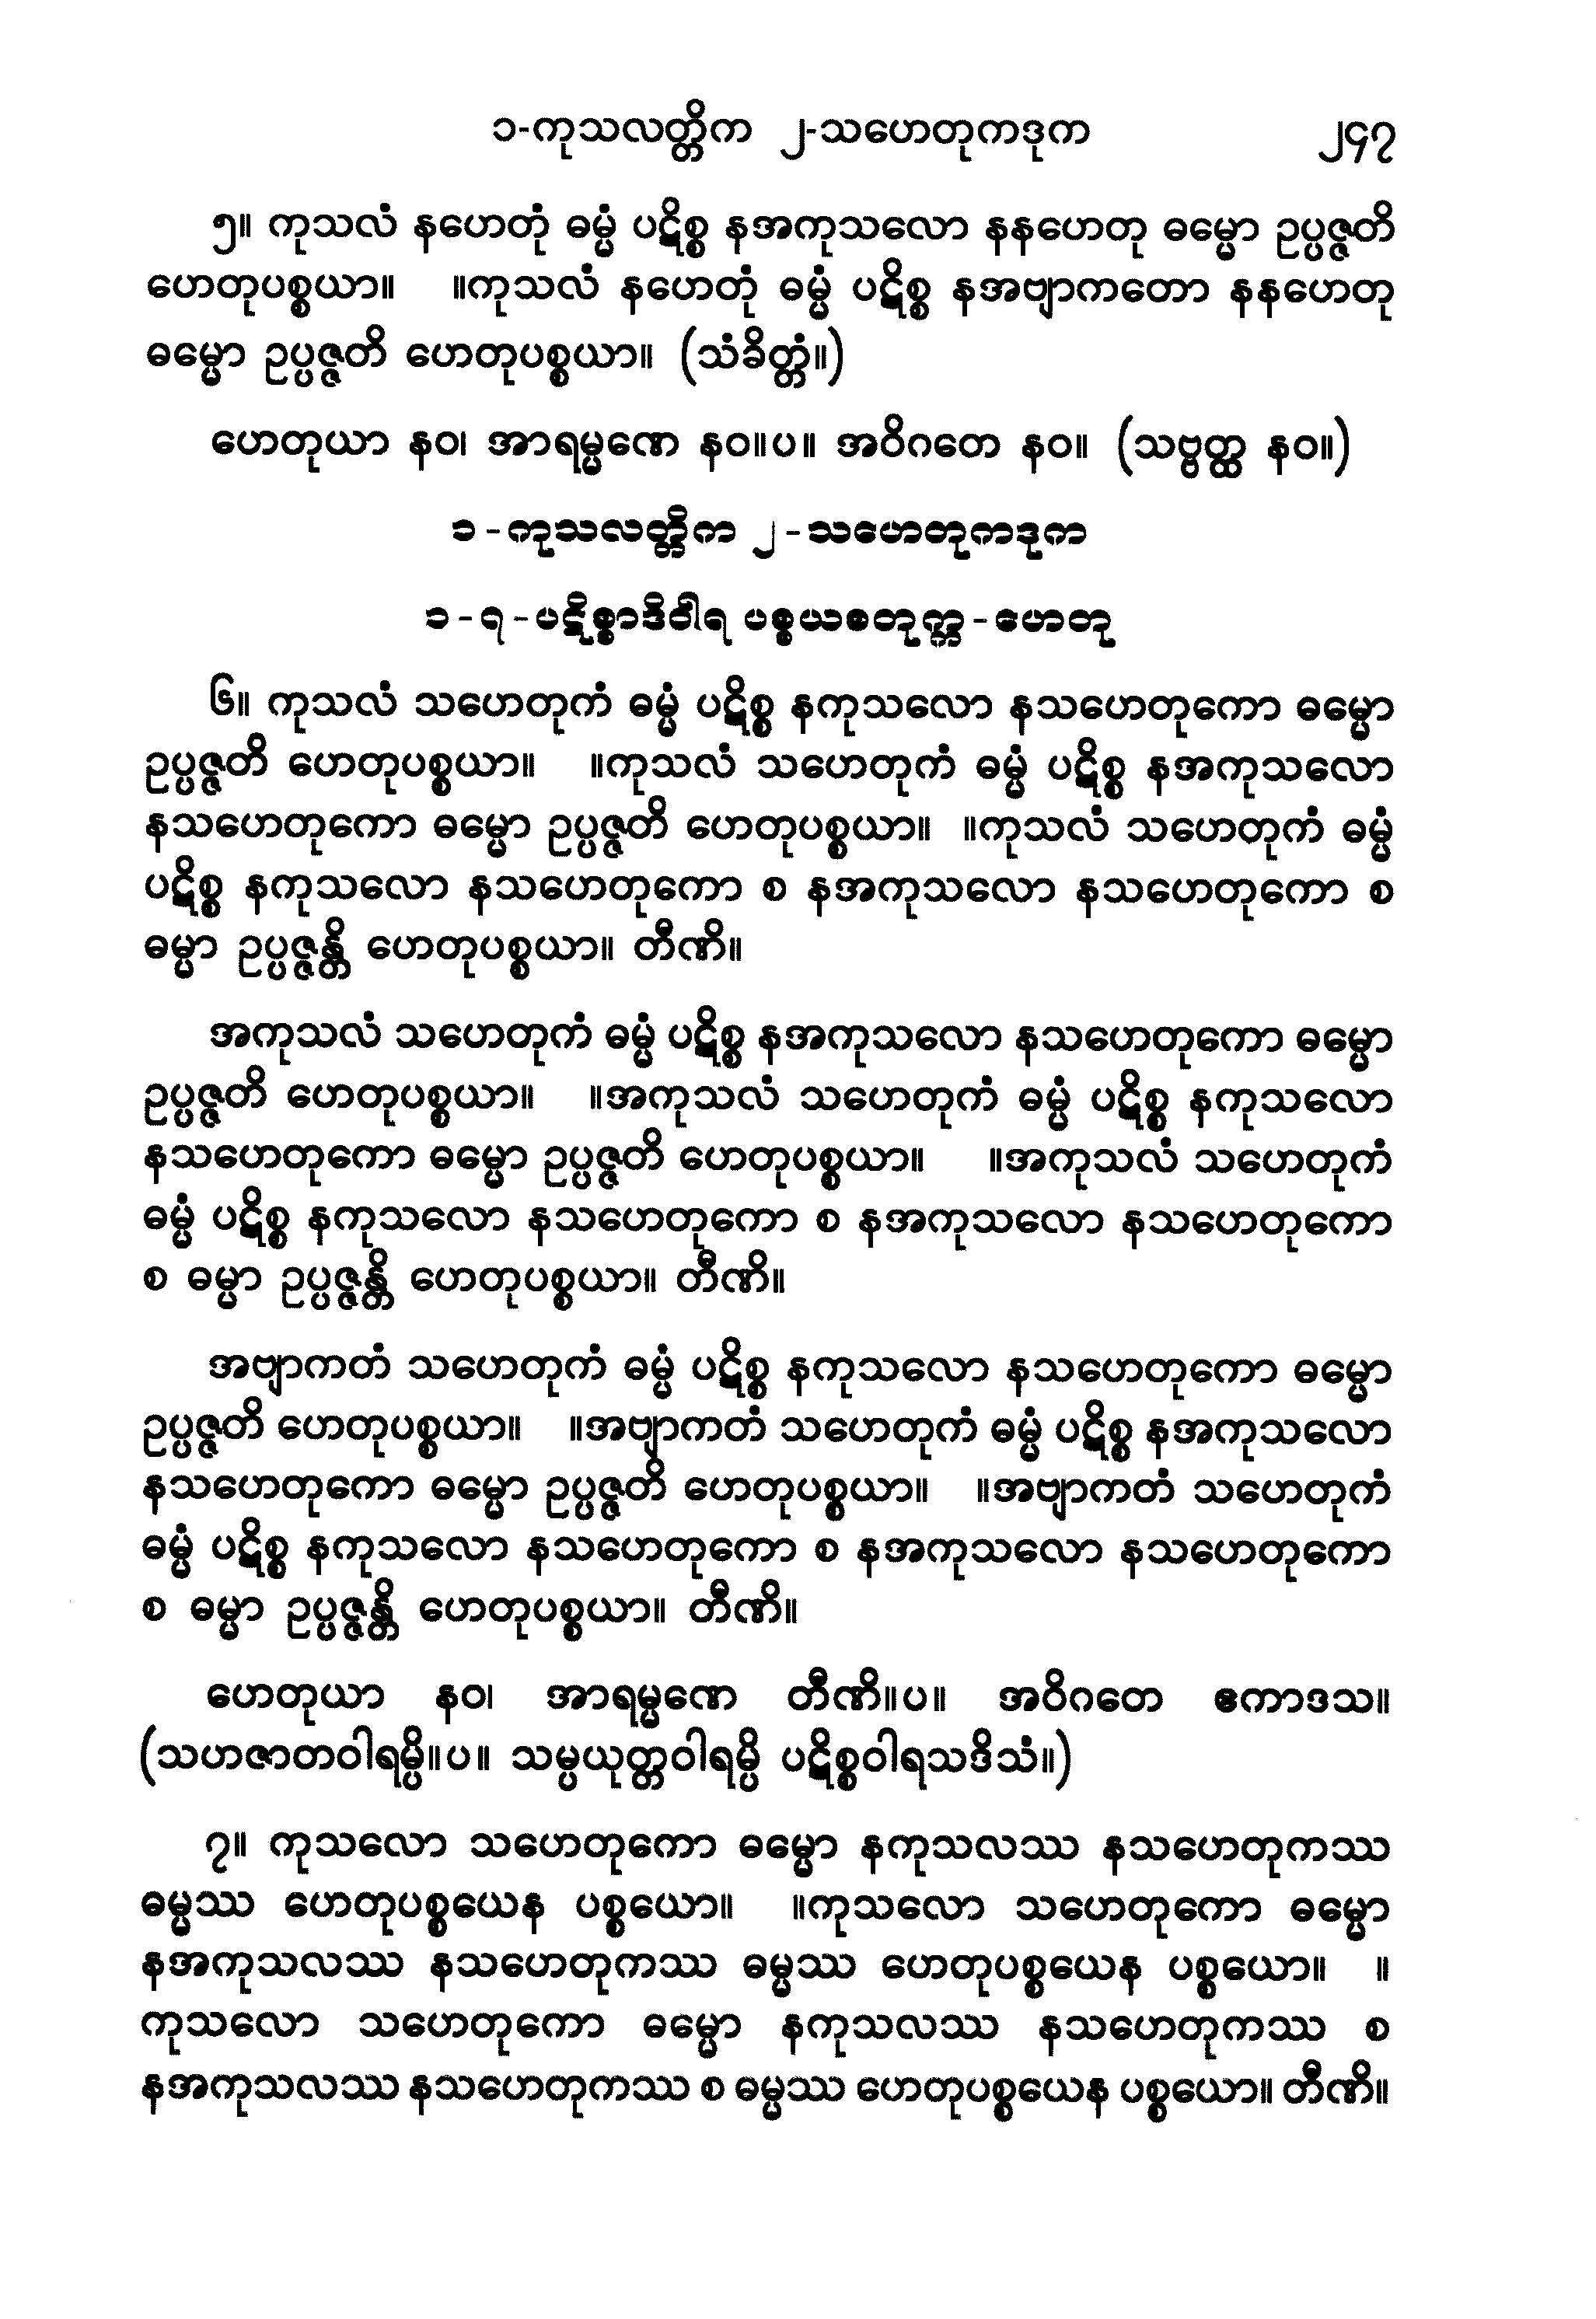 ၁-ကုသလတ္တိက ၂-သဟေတုကဒုက ၂၄၇
၅။ ကုသလံ နဟေတုံ ဓမ္မံ ပဋိစ္စ နအကုသလော နနဟေတု ဓမ္မော ဥပ္ပဇ္ဇတိ
ဟေတုပစ္စယာ။ ။ကုသလံ နဟေတုံ ဓမ္မံ ပဋိစ္စ နအဗျာကတော နနဟေတု
ဓမ္မော ဥပ္ပဇ္ဇတိ ဟေတုပစ္စယာ။ (သံခိတ္တံ။)
ဟေတုယာ နဝ၊ အာရမ္မဏေ နဝ။ပ။ အဝိဂတေ နဝ။ (သဗ္ဗတ္ထ နဝ။)
၁-ကုသလတ္တိက ၂-သဟေတုကဒုက
၁-၇-ပဋိစ္စာဒိဝါရ ပစ္စယစတုက္က-ဟေတု
၆။ ကုသလံ သဟေတုကံ ဓမ္မံ ပဋိစ္စ နကုသလော နသဟေတုကော ဓမ္မော
ဥပ္ပဇ္ဇတိ ဟေတုပစ္စယာ။ ။ကုသလံ သဟေတုကံ ဓမ္မံ ပဋိစ္စ နအကုသလော
နသဟေတုကော ဓမ္မော ဥပ္ပဇ္ဇတိ ဟေတုပစ္စယာ။ ။ကုသလံ သဟေတုကံ ဓမ္မံ
ပဋိစ္စ နကုသလော နသဟေတုကော စ နအကုသလော နသဟေတုကော စ
ဓမ္မာ ဥပ္ပဇ္ဇန္တိ ဟေတုပစ္စယာ။ တီဏိ။
အကုသလံ သဟေတုကံ ဓမ္မံ ပဋိစ္စ နအကုသလော နသဟေတုကော ဓမ္မော
ဥပ္ပဇ္ဇတိ ဟေတုပစ္စယာ။ ။အကုသလံ သဟေတုကံ ဓမ္မံ ပဋိစ္စ နကုသလော
နသဟေတုကော ဓမ္မော ဥပ္ပဇ္ဇတိ ဟေတုပစ္စယာ။ ။အကုသလံ သဟေတုကံ
ဓမ္မံ ပဋိစ္စ နကုသလော နသဟေတုကော စ နအကုသလော နသဟေတုကော
စ ဓမ္မာ ဥပ္ပဇ္ဇန္တိ ဟေတုပစ္စယာ။ တီဏိ။
အဗျာကတံ သဟေတုကံ ဓမ္မံ ပဋိစ္စ နကုသလော နသဟေတုကော ဓမ္မော
ဥပ္ပဇ္ဇတိ ဟေတုပစ္စယာ။ ။အဗျာကတံ သဟေတုကံ ဓမ္မံ ပဋိစ္စ နအကုသလော
နသဟေတုကော ဓမ္မော ဥပ္ပဇ္ဇတိ ဟေတုပစ္စယာ။ ။အဗျာကတံ သဟေတုကံ
ဓမ္မံ ပဋိစ္စ နကုသလော နသဟေတုကော စ နအကုသလော နသဟေတုကော
စ ဓမ္မာ ဥပ္ပဇ္ဇန္တိ ဟေတုပစ္စယာ။ တီဏိ။
ဟေတုယာ နဝ၊ အာရမ္မဏေ တီဏိ။ပ။ အဝိဂတေ ဧကာဒသ။
(သဟဇာတဝါရမ္ပိ။ပ။ သမ္ပယုတ္တဝါရမ္ပိ ပဋိစ္စဝါရသဒိသံ။)
၇။ ကုသလော သဟေတုကော ဓမ္မော နကုသလဿ နသဟေတုကဿ
ဓမ္မဿ ဟေတုပစ္စယေန ပစ္စယော။ ။ကုသလော သဟေတုကော ဓမ္မော
နအကုသလဿ နသဟေတုကဿ ဓမ္မဿ ဟေတုပစ္စယေန ပစ္စယော။ ။
ကုသလော သဟေတုကော ဓမ္မော နကုသလဿ နသဟေတုကဿ စ
နအကုသလဿ နသဟေတုကဿ စ ဓမ္မဿ ဟေတုပစ္စယေန ပစ္စယော။ တီဏိ။